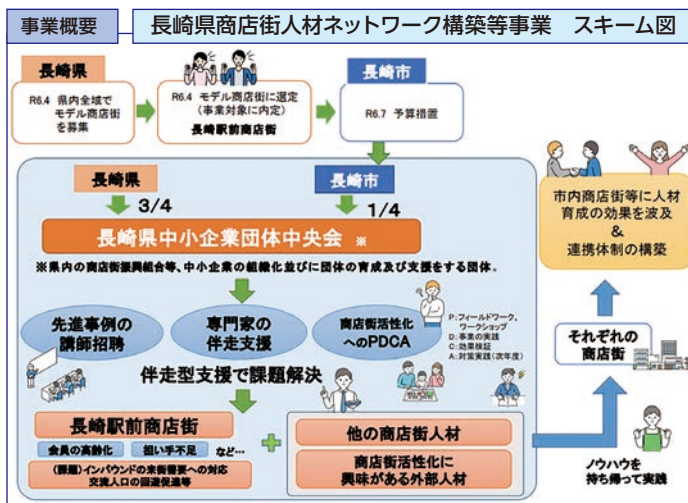 事業概要
長崎県商店街人材ネットワーク構築等事業　スキーム図
長崎県
R6.4 県内全域で
モデル商店街
を募集
R6.4 モデル商店街に選定
（事業対象に内定）
長崎駅前商店街
長崎市
R6.7 予算措置
長崎県
3/4
長崎市
1/4
長崎県中小企業団体中央会 ※
※県内の商店街振興組合等、中小企業の組織化並びに団体の育成及び支援をする団体。
先進事例の
講師招聘
専門家の
伴走支援
商店街活性化
へのPDCA
P：フィールドワーク、
ワークショップ
D：事業の実践
C：効果検証
A：対策実践（次年度）
伴走型支援で課題解決
長崎駅前商店街
会員の高齢化
担い手不足
など…
（課題）インバウンドの来街需要への対応
交流人口の回遊促進等
他の商店街人材
商店街活性化に
興味がある外部人材
市内商店街等に人材
育成の効果を波及
＆
連携体制の構築
それぞれの
商店街
ノウハウを
持ち帰って実践